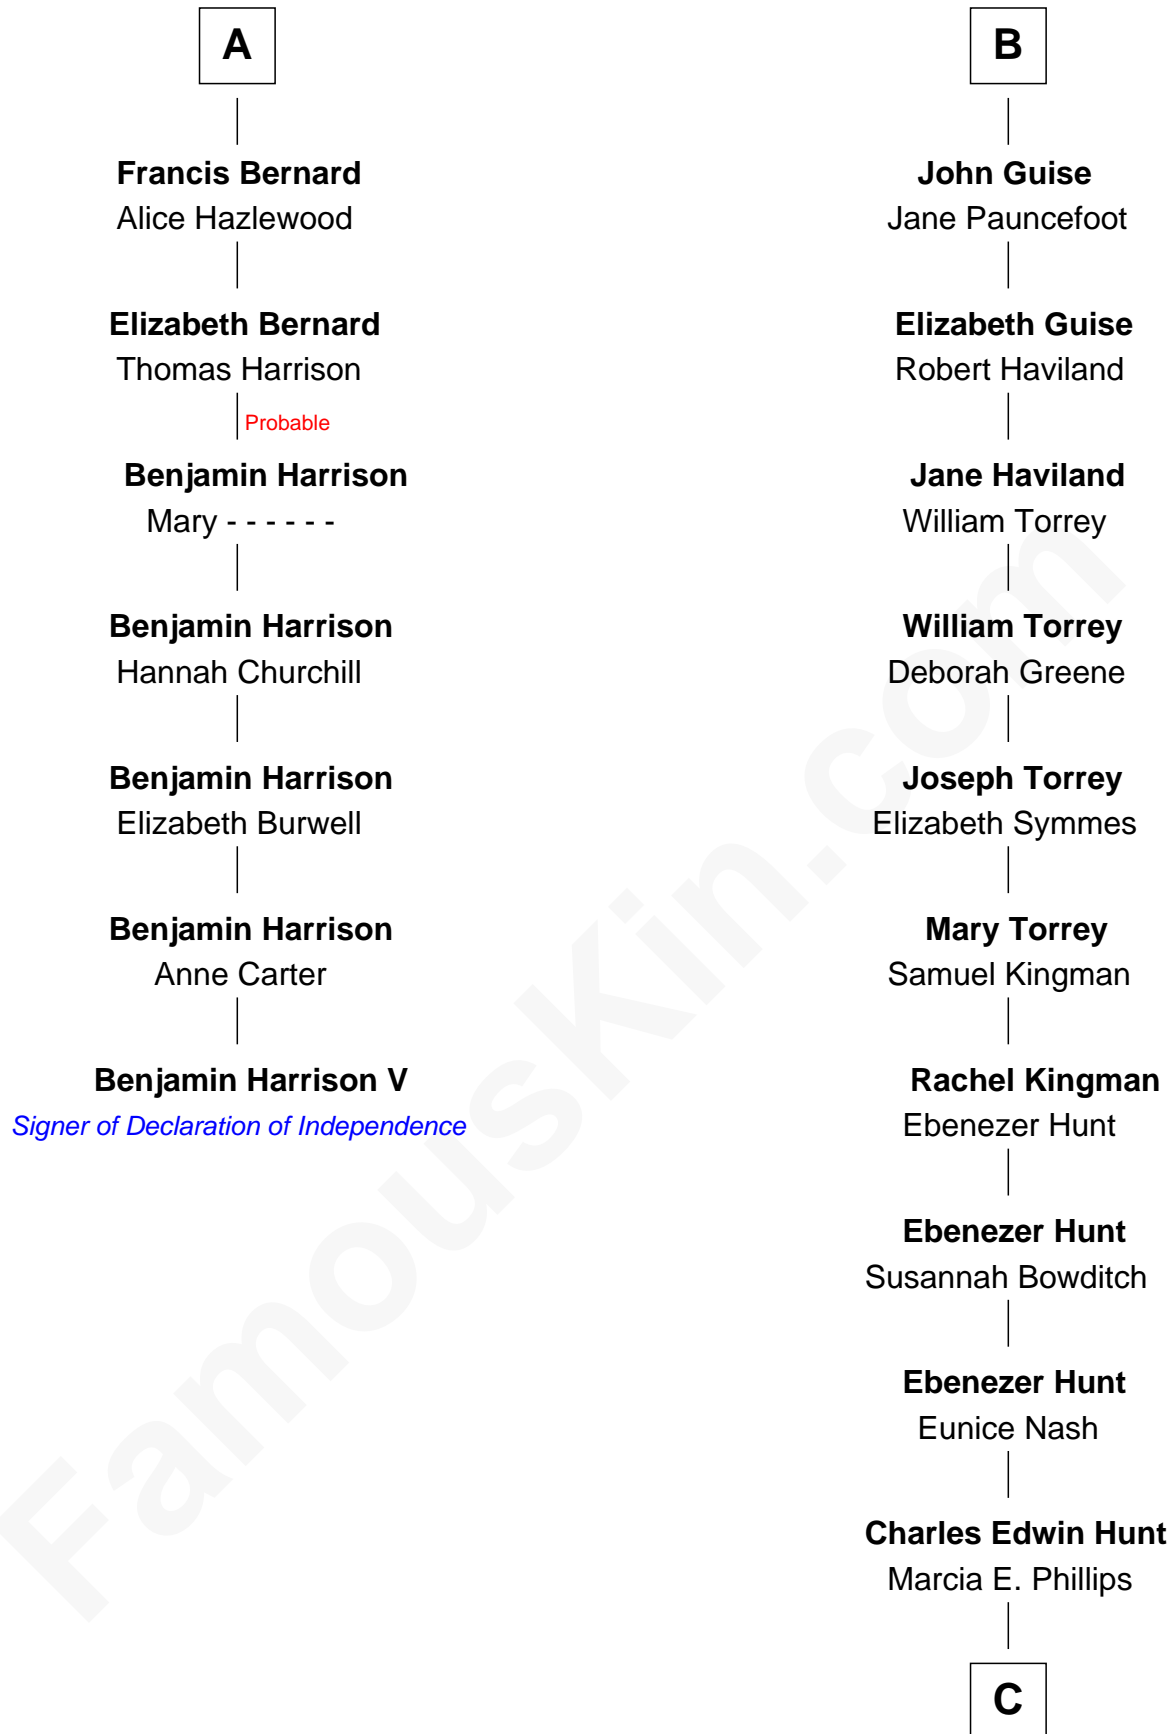 A
Francis Bernard
Alice Hazlewood
Elizabeth Bernard
Thomas Harrison
Probable
Benjamin Harrison
Mary - - - - - -
Benjamin Harrison
Hannah Churchill
Benjamin Harrison
Elizabeth Burwell
Benjamin Harrison
Anne Carter
Benjamin Harrison V
Signer of Declaration of Independence
B
John Guise
Jane Pauncefoot
Elizabeth Guise
Robert Haviland
Jane Haviland
William Torrey
William Torrey
Deborah Greene
Joseph Torrey
Elizabeth Symmes
Mary Torrey
Samuel Kingman
Rachel Kingman
Ebenezer Hunt
Ebenezer Hunt
Susannah Bowditch
Ebenezer Hunt
Eunice Nash
Charles Edwin Hunt
Marcia E. Phillips
C
FamousKin.com